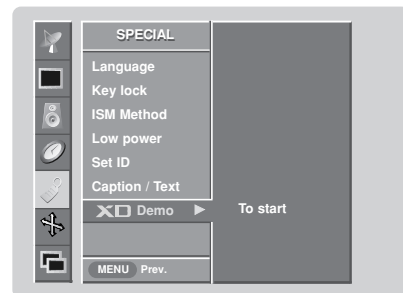 SPECIAL
Language
Key lock
ISM Method
Low power
Set ID
Caption / Text
XD Demo ► To start
MENU Prev.